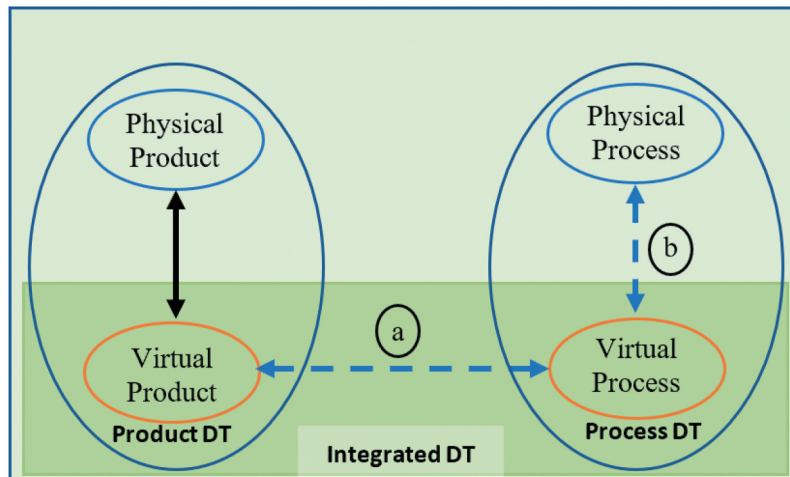 Physical
Product
Physical
Process
b
a
Virtual
Product
Virtual
Process
Product DT
Process DT
Integrated DT